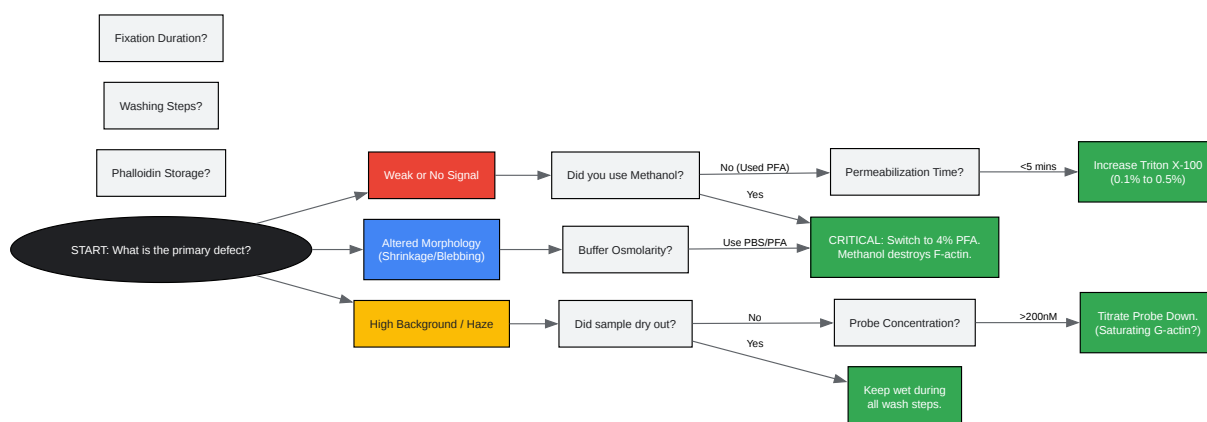 Fixation Duration?
Washing Steps?
Phalloidin Storage?
START: What is the primary defect?
Weak or No Signal
Did you use Methanol?
No (Used PFA)
Yes
Permeabilization Time?
<5 mins
Increase Triton X-100
(0.1% to 0.5%)
Altered Morphology
(Shrinkage/Blebbing)
Buffer Osmolarity?
Use PBS/PFA
CRITICAL: Switch to 4% PFA.
Methanol destroys F-actin.
High Background / Haze
Did sample dry out?
No
Yes
Probe Concentration?
>200nM
Titrate Probe Down.
(Saturating G-actin?)
Keep wet during
all wash steps.